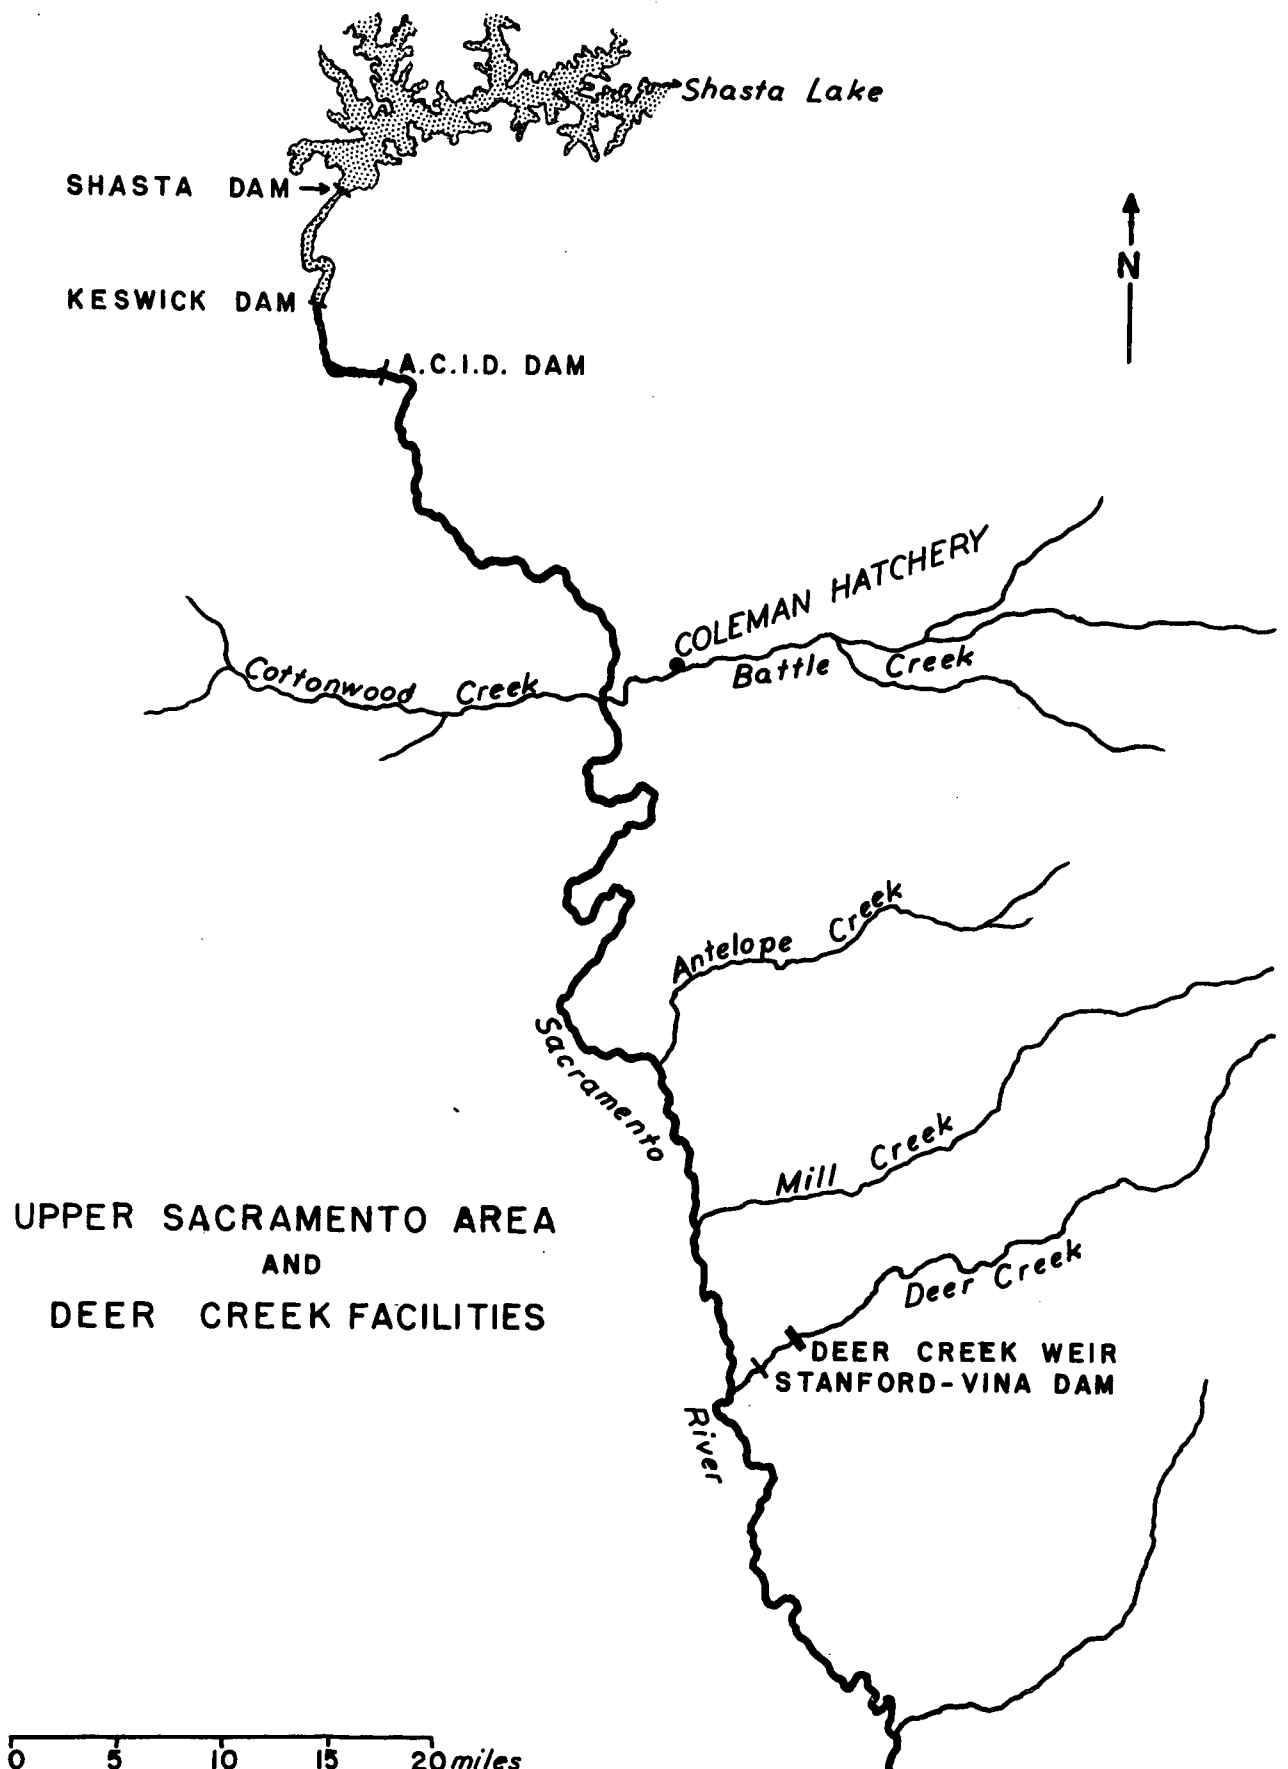 Shasta Lake
SHASTA DAM
N
KESWICK DAM
A.C.I.D. DAM
COLEMAN HATCHERY
Battle Creek
Cottonwood Creek
Antelope Creek
Sacramento
Mill Creek
UPPER SACRAMENTO AREA
AND
DEER CREEK FACILITIES
Deer Creek
DEER CREEK WEIR
STANFORD-VINA DAM
River
0 5 10 15 20 miles